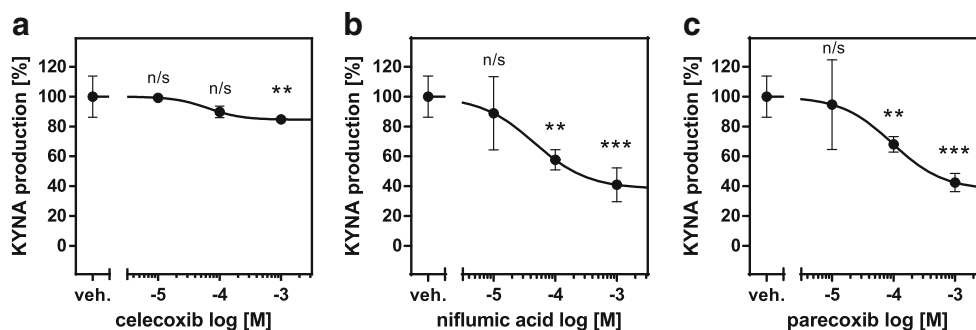 a
KYNA production [%]
120
100
80
60
40
20
0
n/s
n/s
**
veh.
-5
-4
-3
celecoxib log [M]
b
KYNA production [%]
120
100
80
60
40
20
0
n/s
**
***
veh.
-5
-4
-3
niflumic acid log [M]
c
KYNA production [%]
120
100
80
60
40
20
0
n/s
**
***
veh.
-5
-4
-3
parecoxib log [M]